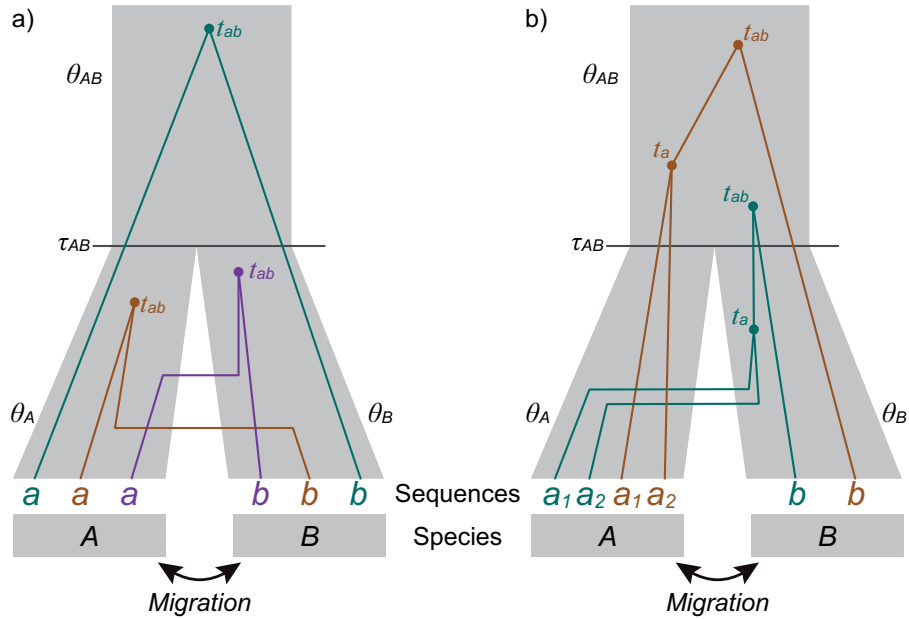 a)
t_ab
θ_AB
τ_AB
t_ab
t_ab
θ_A
θ_B
a a a b b b
A B
Migration
Sequences
Species
b)
t_ab
θ_AB
t_a
t_ab
τ_AB
t_a
θ_A
θ_B
a_1 a_2 a_1 a_2 b b
A B
Migration